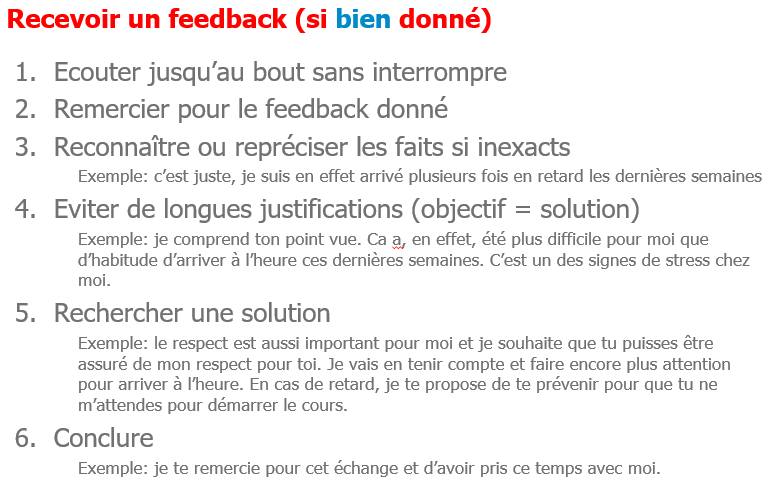 Recevoir un feedback (si bien donné)
1. Ecouter jusqu’au bout sans interrompre
2. Remercier pour le feedback donné
3. Reconnaître ou repréciser les faits si inexacts
Exemple: c’est juste, je suis en effet arrivé plusieurs fois en retard les dernières semaines
4. Eviter de longues justifications (objectif = solution)
Exemple: je comprend ton point vue. Ca a, en effet, été plus difficile pour moi que
d’habitude d’arriver à l’heure ces dernières semaines. C’est un des signes de stress chez
moi.
5. Rechercher une solution
Exemple: le respect est aussi important pour moi et je souhaite que tu puisses être
assuré de mon respect pour toi. Je vais en tenir compte et faire encore plus attention
pour arriver à l’heure. En cas de retard, je te propose de te prévenir pour que tu ne
m’attendes pour démarrer le cours.
6. Conclure
Exemple: je te remercie pour cet échange et d’avoir pris ce temps avec moi.